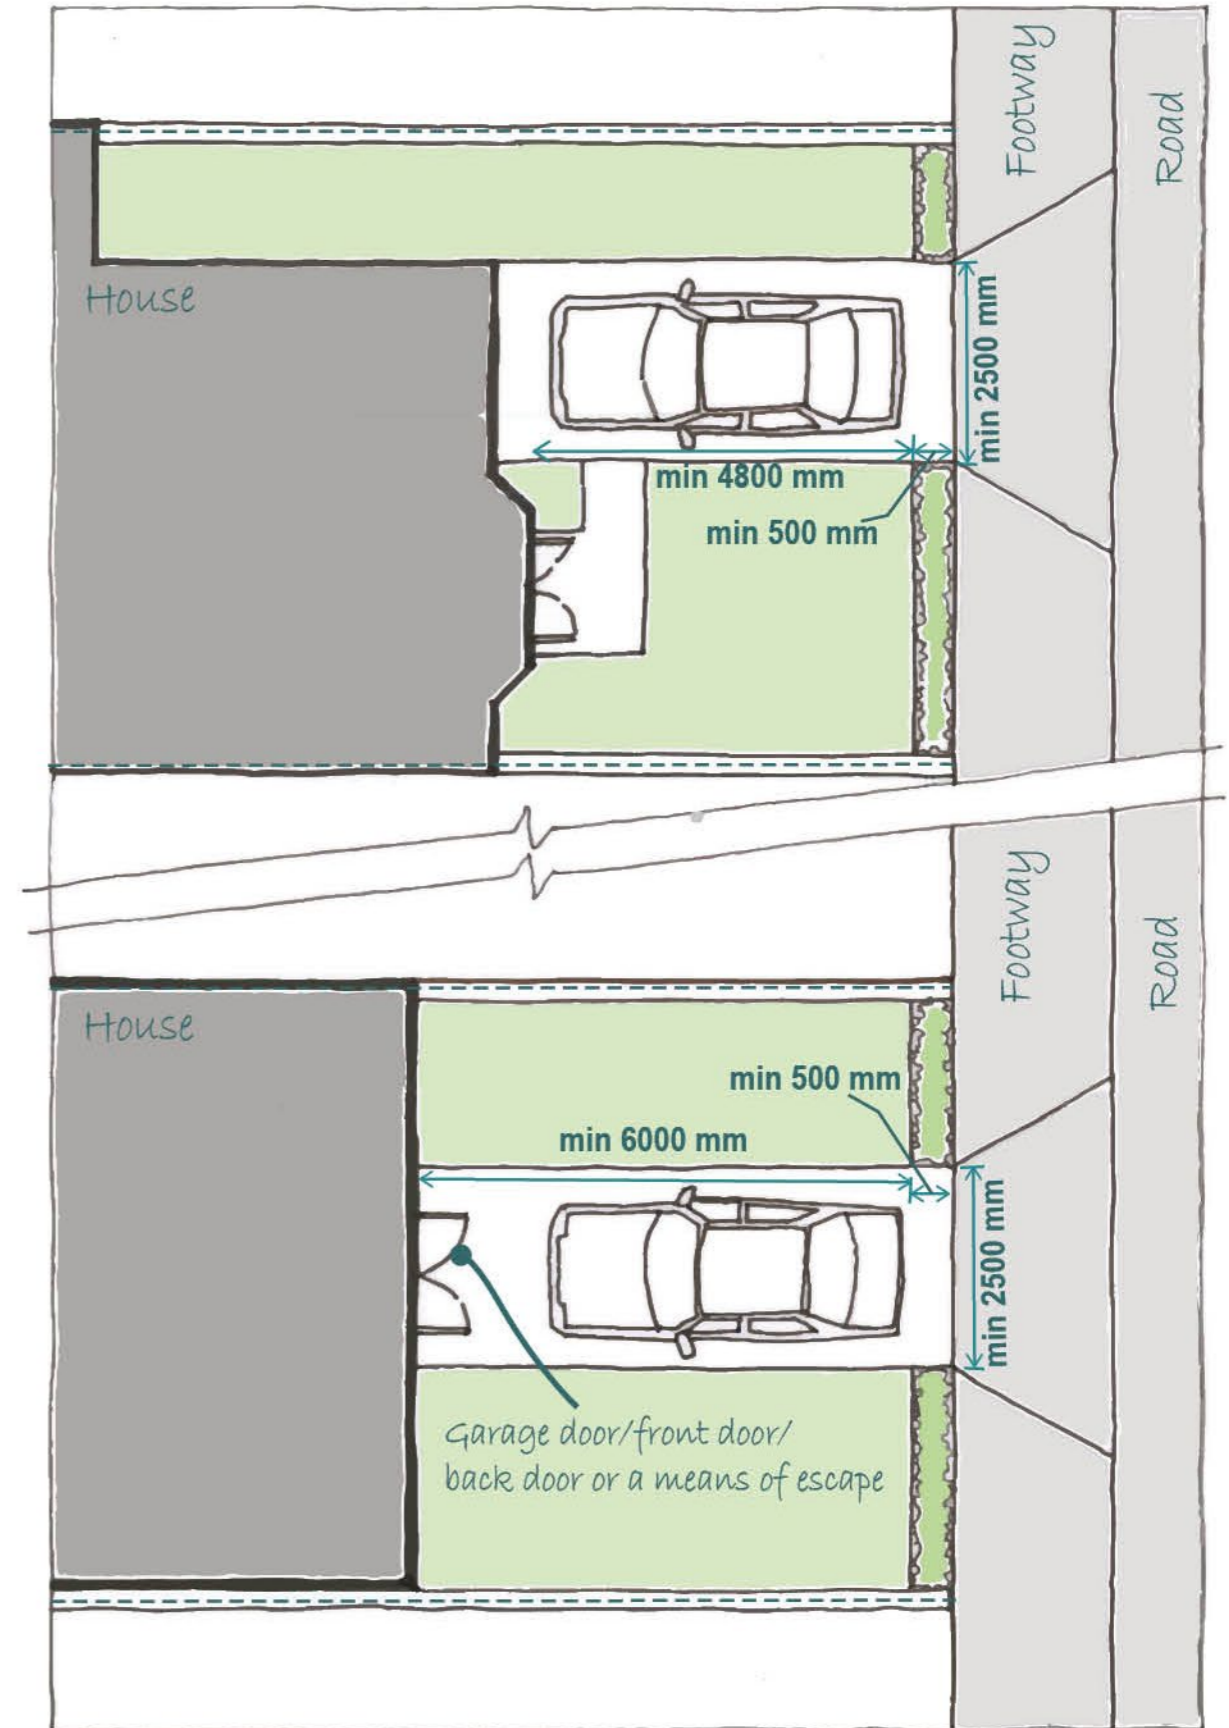 Footway
Road
House
min 2500 mm
min 4800 mm
min 500 mm
Footway
Road
House
min 500 mm
min 6000 mm
min 2500 mm
Garage door/front door/
back door or a means of escape